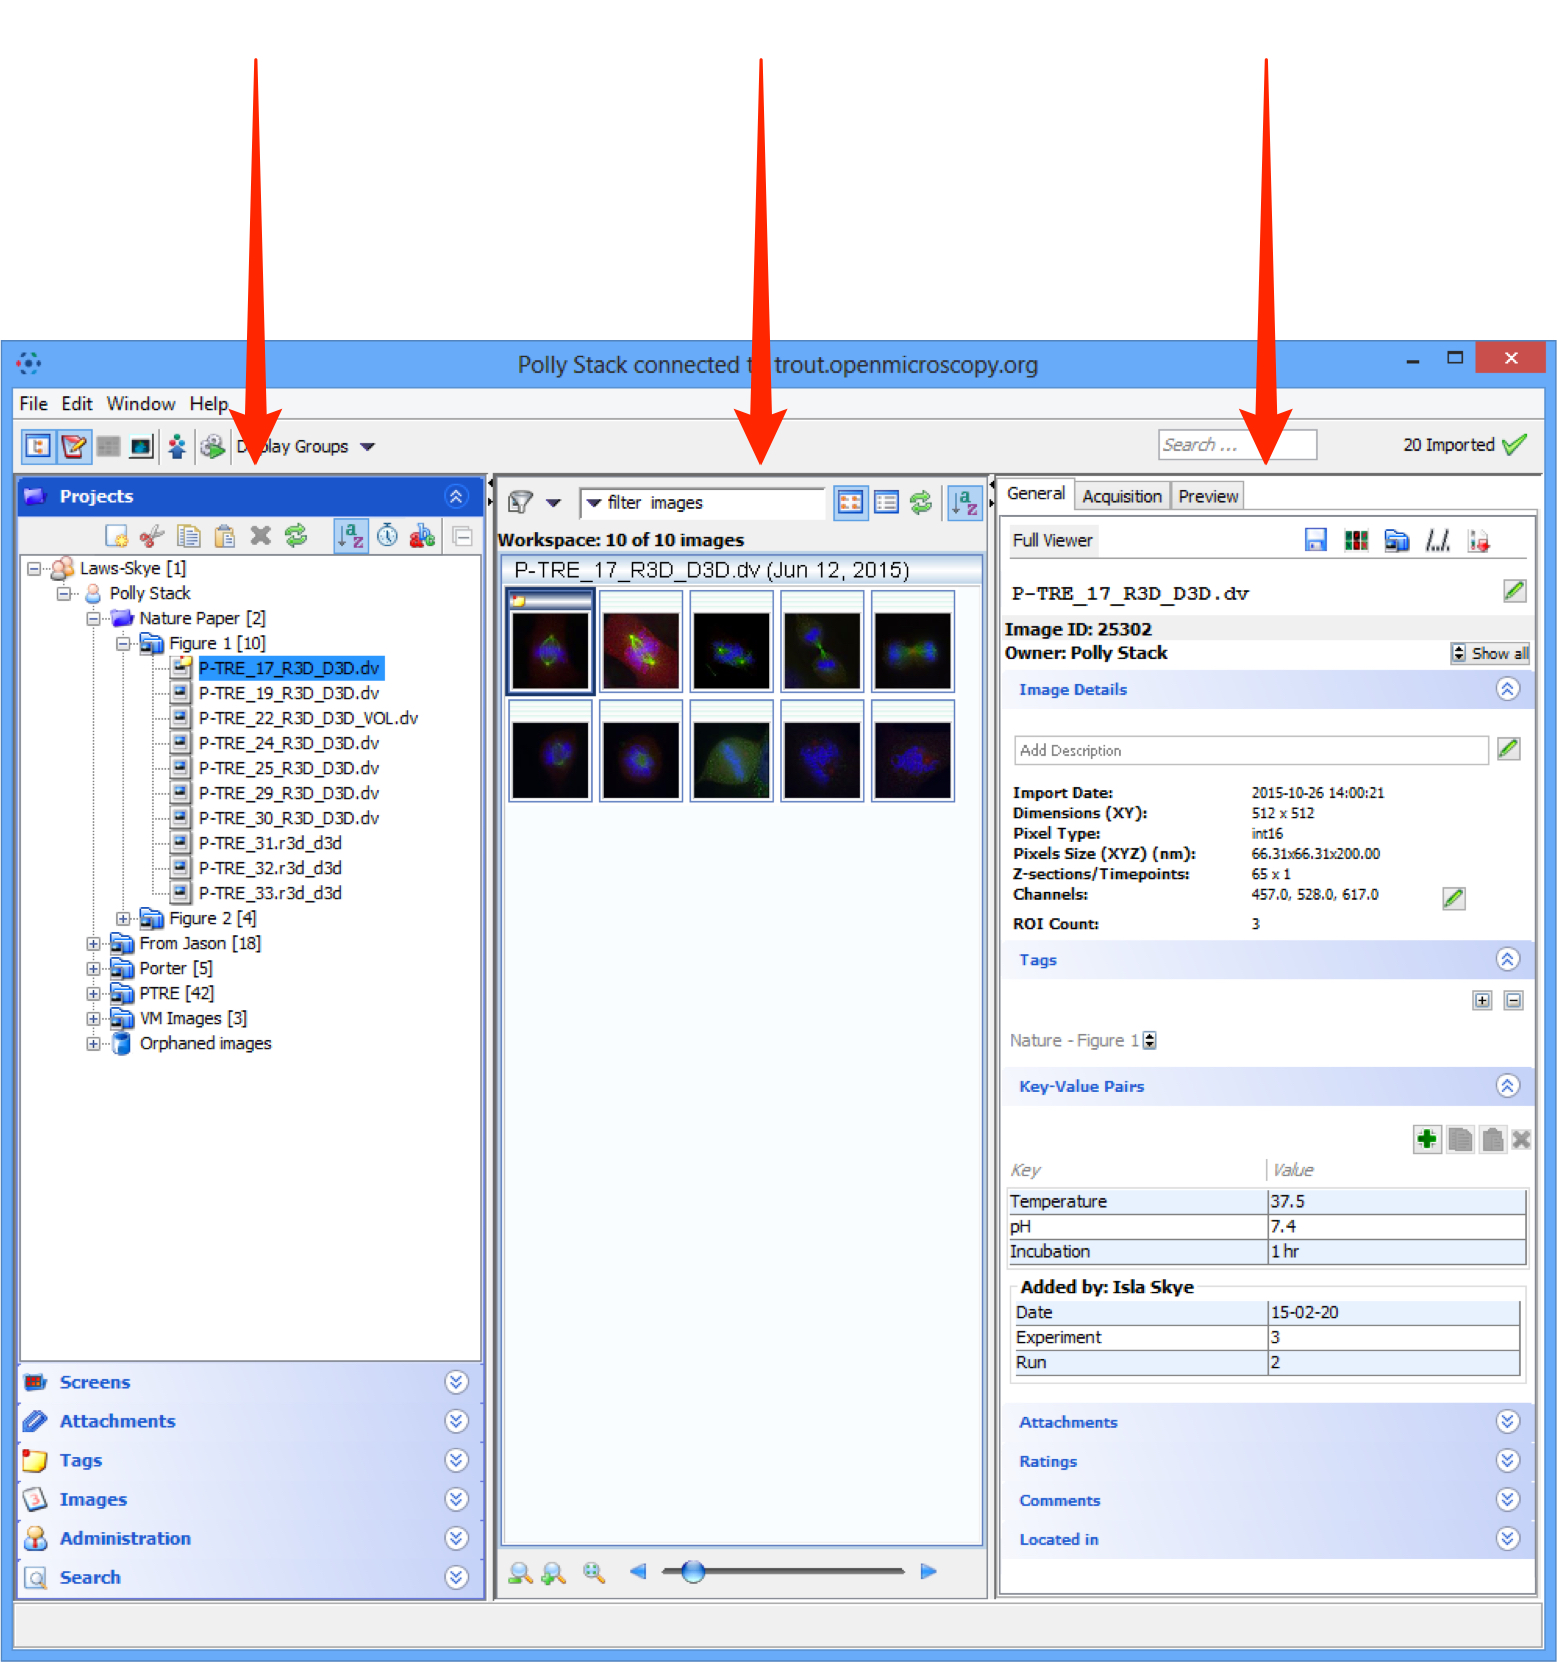 Polly Stack connected t trout.openmicroscopy.org
File Edit Window Help
Display Groups
Search ...
20 Imported
Projects
Laws-Skye [1]
Polly Stack
Nature Paper [2]
Figure 1 [10]
P-TRE_17_R3D_D3D.dv
P-TRE_19_R3D_D3D.dv
P-TRE_22_R3D_D3D_VOL.dv
P-TRE_24_R3D_D3D.dv
P-TRE_25_R3D_D3D.dv
P-TRE_29_R3D_D3D.dv
P-TRE_30_R3D_D3D.dv
P-TRE_31.r3d_d3d
P-TRE_32.r3d_d3d
P-TRE_33.r3d_d3d
Figure 2 [4]
From Jason [18]
Porter [5]
PTRE [42]
VM Images [3]
Orphaned images
Screens
Attachments
Tags
Images
Administration
Search
filter images
Workspace: 10 of 10 images
P-TRE_17_R3D_D3D.dv (Jun 12, 2015)
General Acquisition Preview
Full Viewer
P-TRE_17_R3D_D3D.dv
Image ID: 25302
Owner: Polly Stack
Show all
Image Details
Add Description
Import Date: 2015-10-26 14:00:21
Dimensions (XY): 512 x 512
Pixel Type: int16
Pixels Size (XYZ) (nm): 66.31x66.31x200.00
Z-sections/Timepoints: 65 x 1
Channels: 457.0, 528.0, 617.0
ROI Count: 3
Tags
Nature - Figure 1
Key-Value Pairs
Key Value
Temperature 37.5
pH 7.4
Incubation 1 hr
Added by: Isla Skye
Date 15-02-20
Experiment 3
Run 2
Attachments
Ratings
Comments
Located in